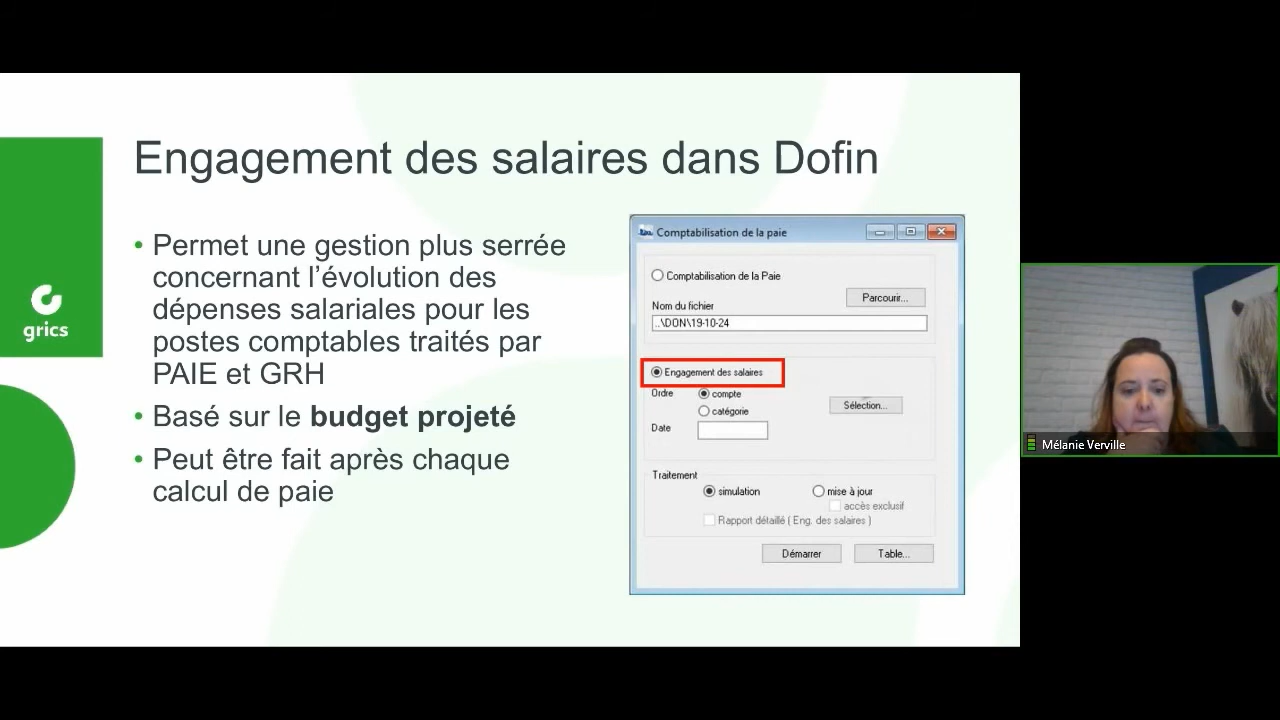 Engagement des salaires dans Dofin
• Permet une gestion plus serrée
concernant l’évolution des
dépenses salariales pour les
postes comptables traités par
PAIE et GRH
• Basé sur le budget projeté
• Peut être fait après chaque
calcul de paie
grics
Comptabilisation de la paie
Comptabilisation de la Paie
Parcourir...
Nom du fichier
..\DON\19-10-24
Engagement des salaires
Ordre
compte
catégorie
Sélection...
Date
Traitement
simulation
mise à jour
accès exclusif
Rapport détaillé ( Eng. des salaires )
Démarrer
Table...
Mélanie Verville